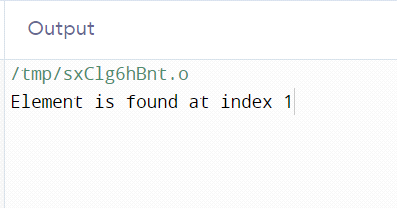 Output
/tmp/sxClg6hBnt.o
Element is found at index 1